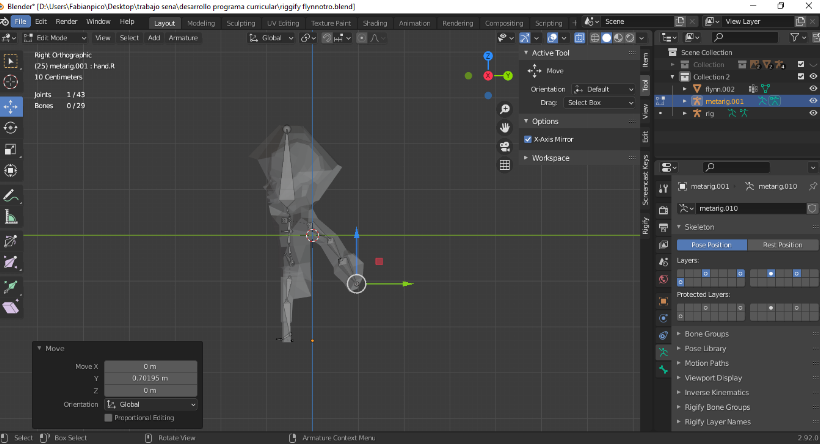 Blender* [D:\Users\Fabianpico\Desktop\trabajo sena\desarollo programa curricular\riggify flynnotro.blend]
File Edit Render Window Help Layout Modeling Sculpting UV Editing Texture Paint Shading Animation Rendering Compositing Scripting Scene View Layer
Edit Mode View Select Add Armature Global
Right Orthographic
(25) metarig.001 : hand.R
10 Centimeters
Joints 1/43
Bones 0/29
Z
X
Y
Active Tool
Move
Orientation Default
Drag: Select Box
Options
X-Axis Mirror
Workspace
Item
Tool
View
Edit
Screencast Keys
Rigify
Scene Collection
Collection
Collection 2
flynn.002
metarig.001
rig
metarig.001 metarig.010
metarig.010
Skeleton
Pose Position Rest Position
Layers:
Protected Layers:
Bone Groups
Pose Library
Motion Paths
Viewport Display
Inverse Kinematics
Rigify Bone Groups
Rigify Layer Names
Move
Move X 0 m
Y 0.70195 m
Z 0 m
Orientation Global
Proportional Editing
Select Box Select Rotate View Armature Context Menu 2.92.0